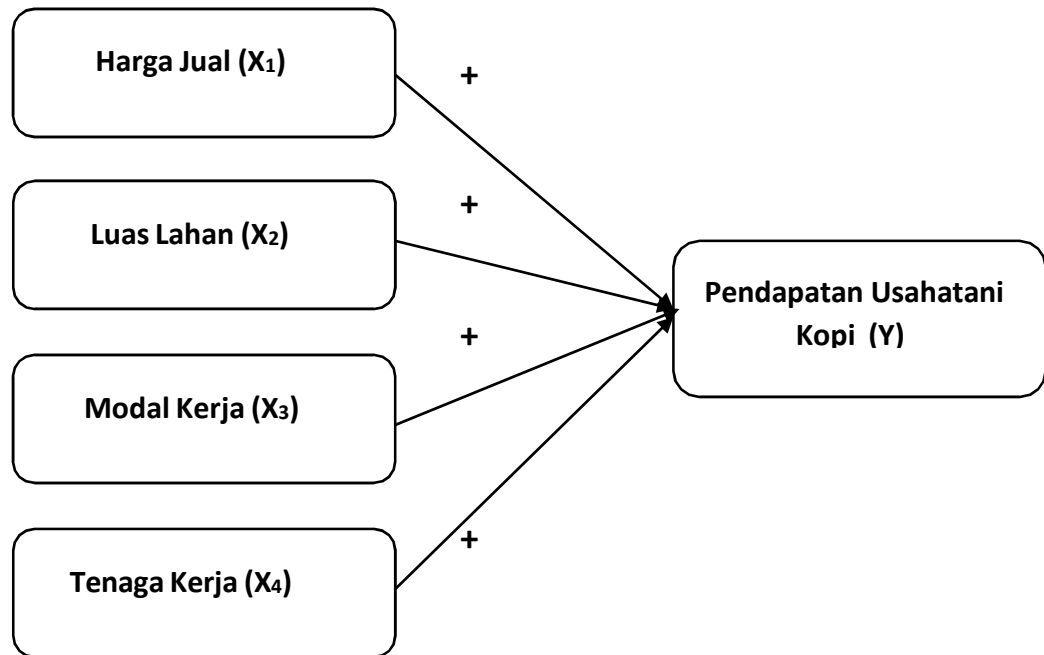 Harga Jual (X₁)
+
Luas Lahan (X₂)
+
Modal Kerja (X₃)
+
Tenaga Kerja (X₄)
+
Pendapatan Usahatani
Kopi (Y)